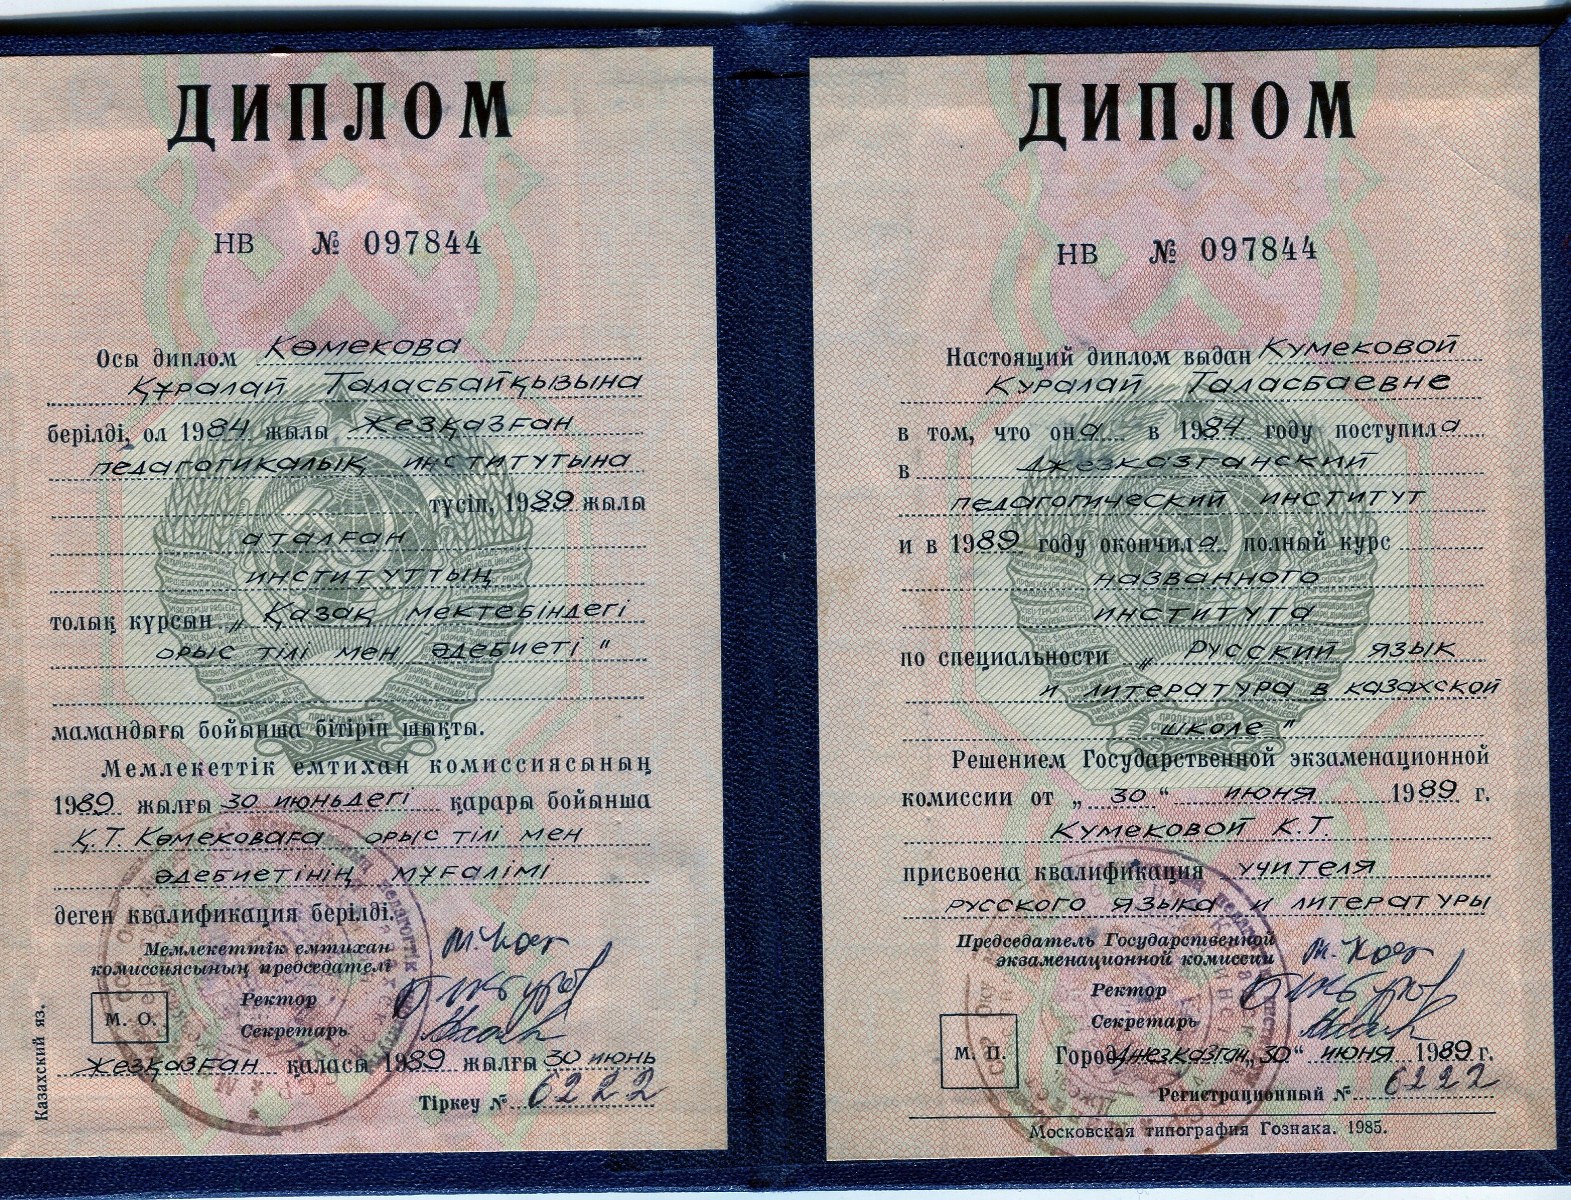 ДИПЛОМ
НВ № 097844
Осы диплом Көмекова
Құралай Таласбайқызына
берілді, ол 1984 жылы Жезқазған
педагогикалық институтына
түсіп, 1989 жылы
аталған
институттың
толық курсын „Қазақ мектебіндегі
орыс тілі мен әдебиеті"
мамандығы бойынша бітіріп шықты.
Мемлекеттік емтихан комиссиясының
1989 жылғы 30 июньдегі қарары бойынша
Қ.Т. Көмековаға орыс тілі мен
әдебиетінің мұғалімі
деген квалификация берілді.
Мемлекеттік емтихан
комиссиясының председателі
Ректор
М. О.
Секретарь
Жезқазған қаласы 1989 жылғы 30 июнь
Тіркеу № 6222
Казахский яз.
ДИПЛОМ
НВ № 097844
Настоящий диплом выдан Кумековой
Куралай Таласбаевне
в том, что она в 1984 году поступила
в Джезказганский
педагогический институт
и в 1989 году окончила полный курс
названного
института
по специальности „Русский язык
и литература в казахской
школе"
Решением Государственной экзаменационной
комиссии от „30" июня 1989 г.
Кумековой К.Т.
присвоена квалификация учителя
русского языка и литературы
Председатель Государственной
экзаменационной комиссии
Ректор
Секретарь
М. П.
Город Джезказган „30" июня 1989 г.
Регистрационный № 6222
Московская типография Гознака. 1985.